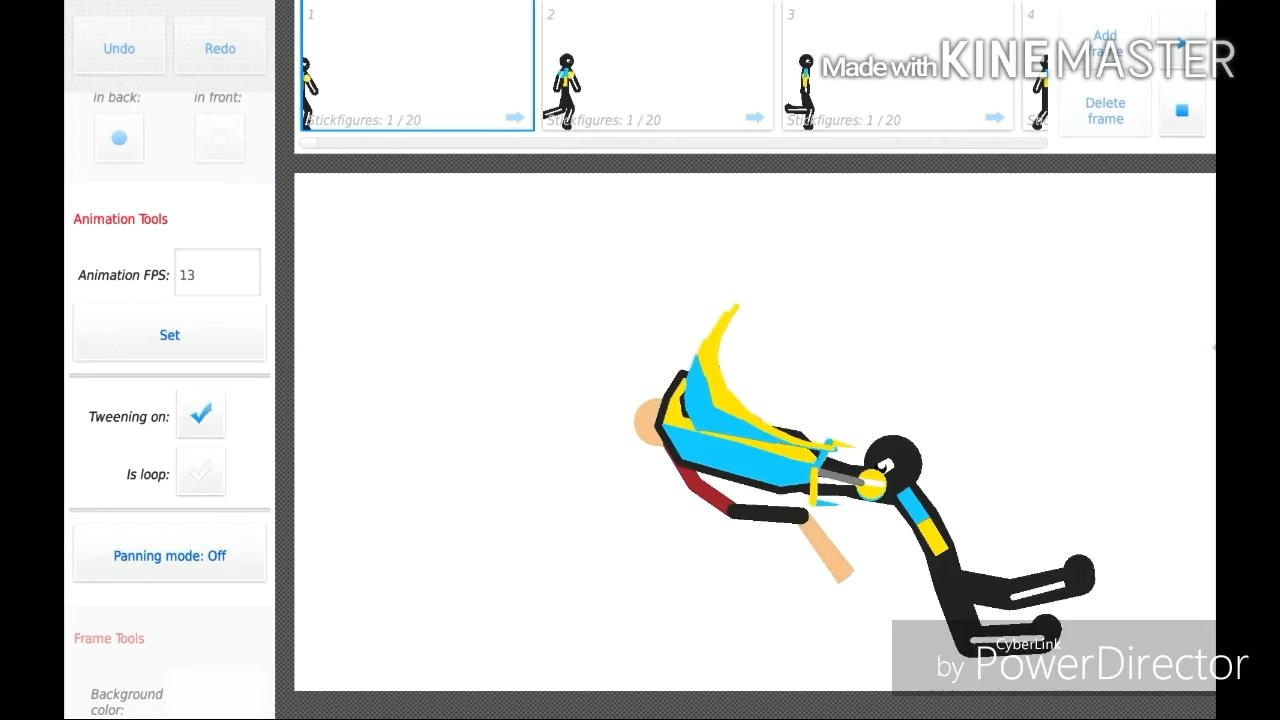 Undo
Redo
in back:
in front:
Animation Tools
Animation FPS:
13
Set
Tweening on:
Is loop:
Panning mode: Off
Frame Tools
Background
color:
1
Stickfigures: 1 / 20
2
Stickfigures: 1 / 20
3
Stickfigures: 1 / 20
4
Add
frame
Delete
frame
Made with KINEMASTER
CyberLink
by PowerDirector